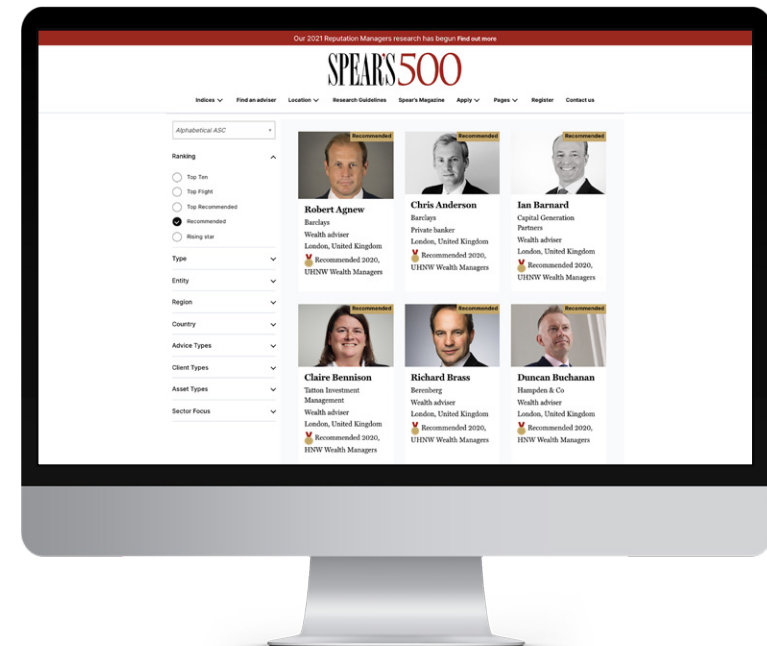 Our 2021 Reputation Managers research has begun Find out more
SPEAR'S 500
Indices Find an adviser Location Research Guidelines Spear's Magazine Apply Pages Register Contact us
Alphabetical ASC
Ranking
Top Ten
Top Flight
Top Recommended
Recommended
Rising star
Type
Entity
Region
Country
Advice Types
Client Types
Asset Types
Sector Focus
Recommended
Robert Agnew
Barclays
Wealth adviser
London, United Kingdom
Recommended 2020,
UHNW Wealth Managers
Recommended
Chris Anderson
Barclays
Private banker
London, United Kingdom
Recommended 2020,
UHNW Wealth Managers
Recommended
Ian Barnard
Capital Generation
Partners
Wealth adviser
London, United Kingdom
Recommended 2020,
UHNW Wealth Managers
Recommended
Claire Bennison
Tatton Investment
Management
Wealth adviser
London, United Kingdom
Recommended 2020,
HNW Wealth Managers
Recommended
Richard Brass
Berenberg
Wealth adviser
London, United Kingdom
Recommended 2020,
UHNW Wealth Managers
Recommended
Duncan Buchanan
Hampden & Co
Wealth adviser
London, United Kingdom
Recommended 2020,
HNW Wealth Managers